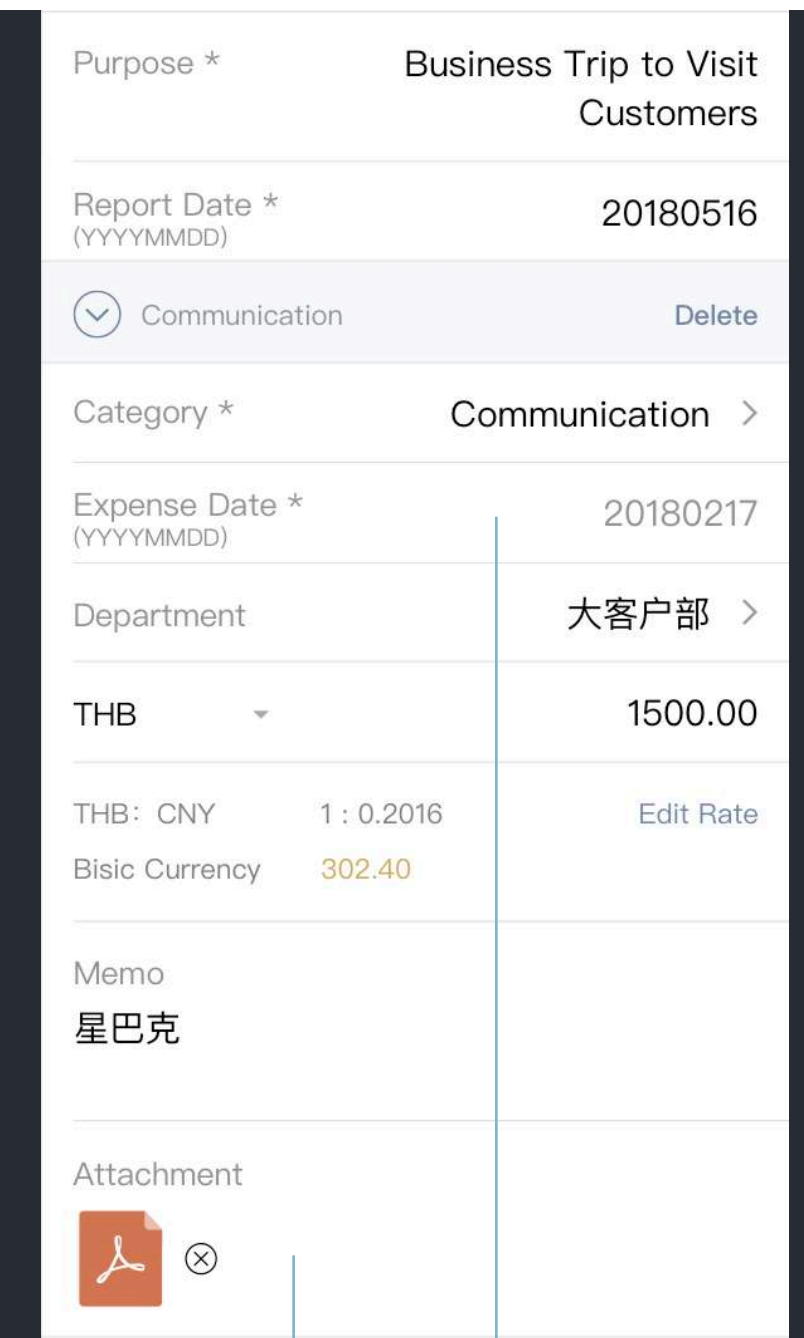 Purpose *
Business Trip to Visit
Customers
Report Date *
20180516
(YYYYMMDD)
Communication
Delete
Category *
Communication
Expense Date *
20180217
(YYYYMMDD)
Department
大客户部
THB
1500.00
THB：CNY
1 : 0.2016
Edit Rate
Bisic Currency
302.40
Memo
星巴克
Attachment